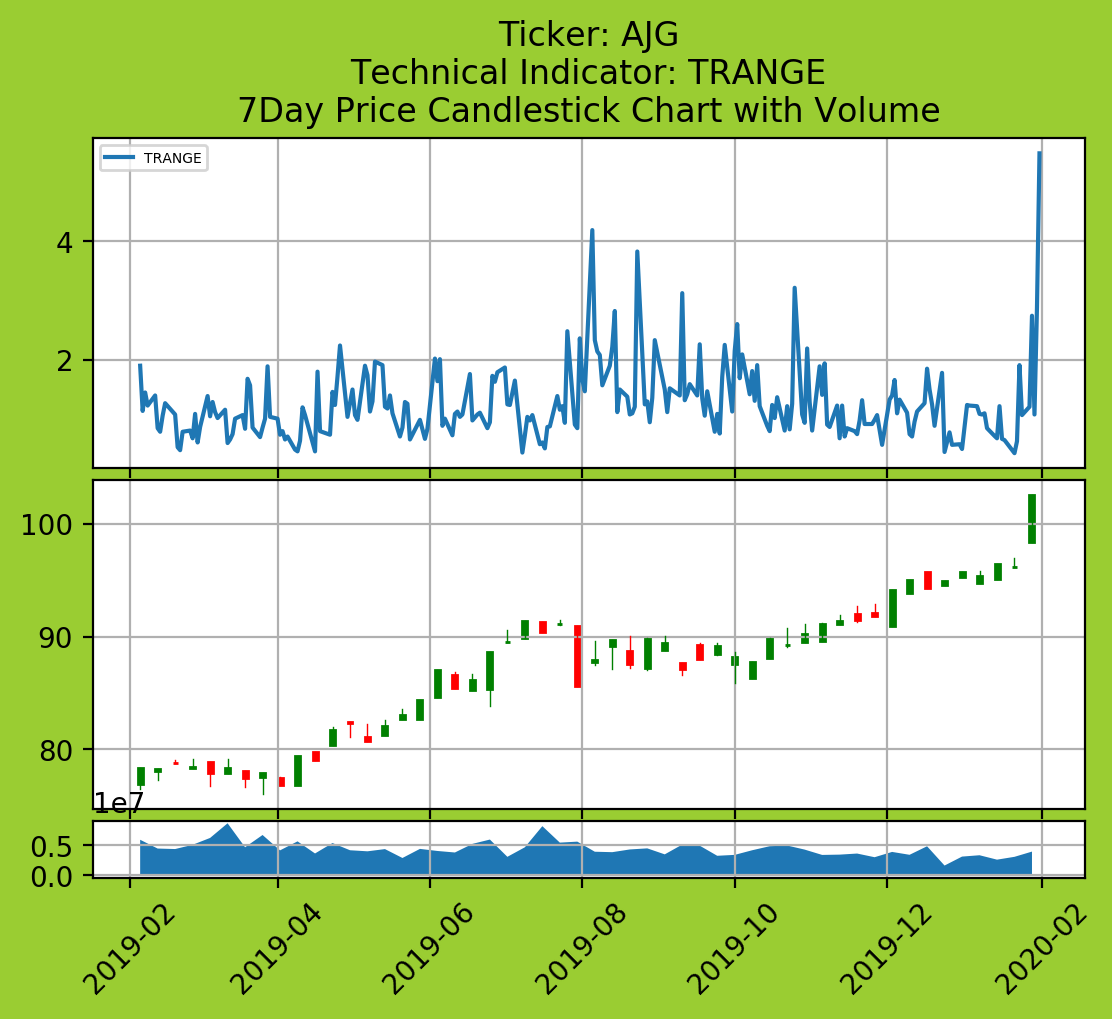 Ticker: AJG
Technical Indicator: TRANGE
7Day Price Candlestick Chart with Volume
TRANGE
4
2
100
90
80
1e7
0.5
0.0
2019-02
2019-04
2019-06
2019-08
2019-10
2019-12
2020-02